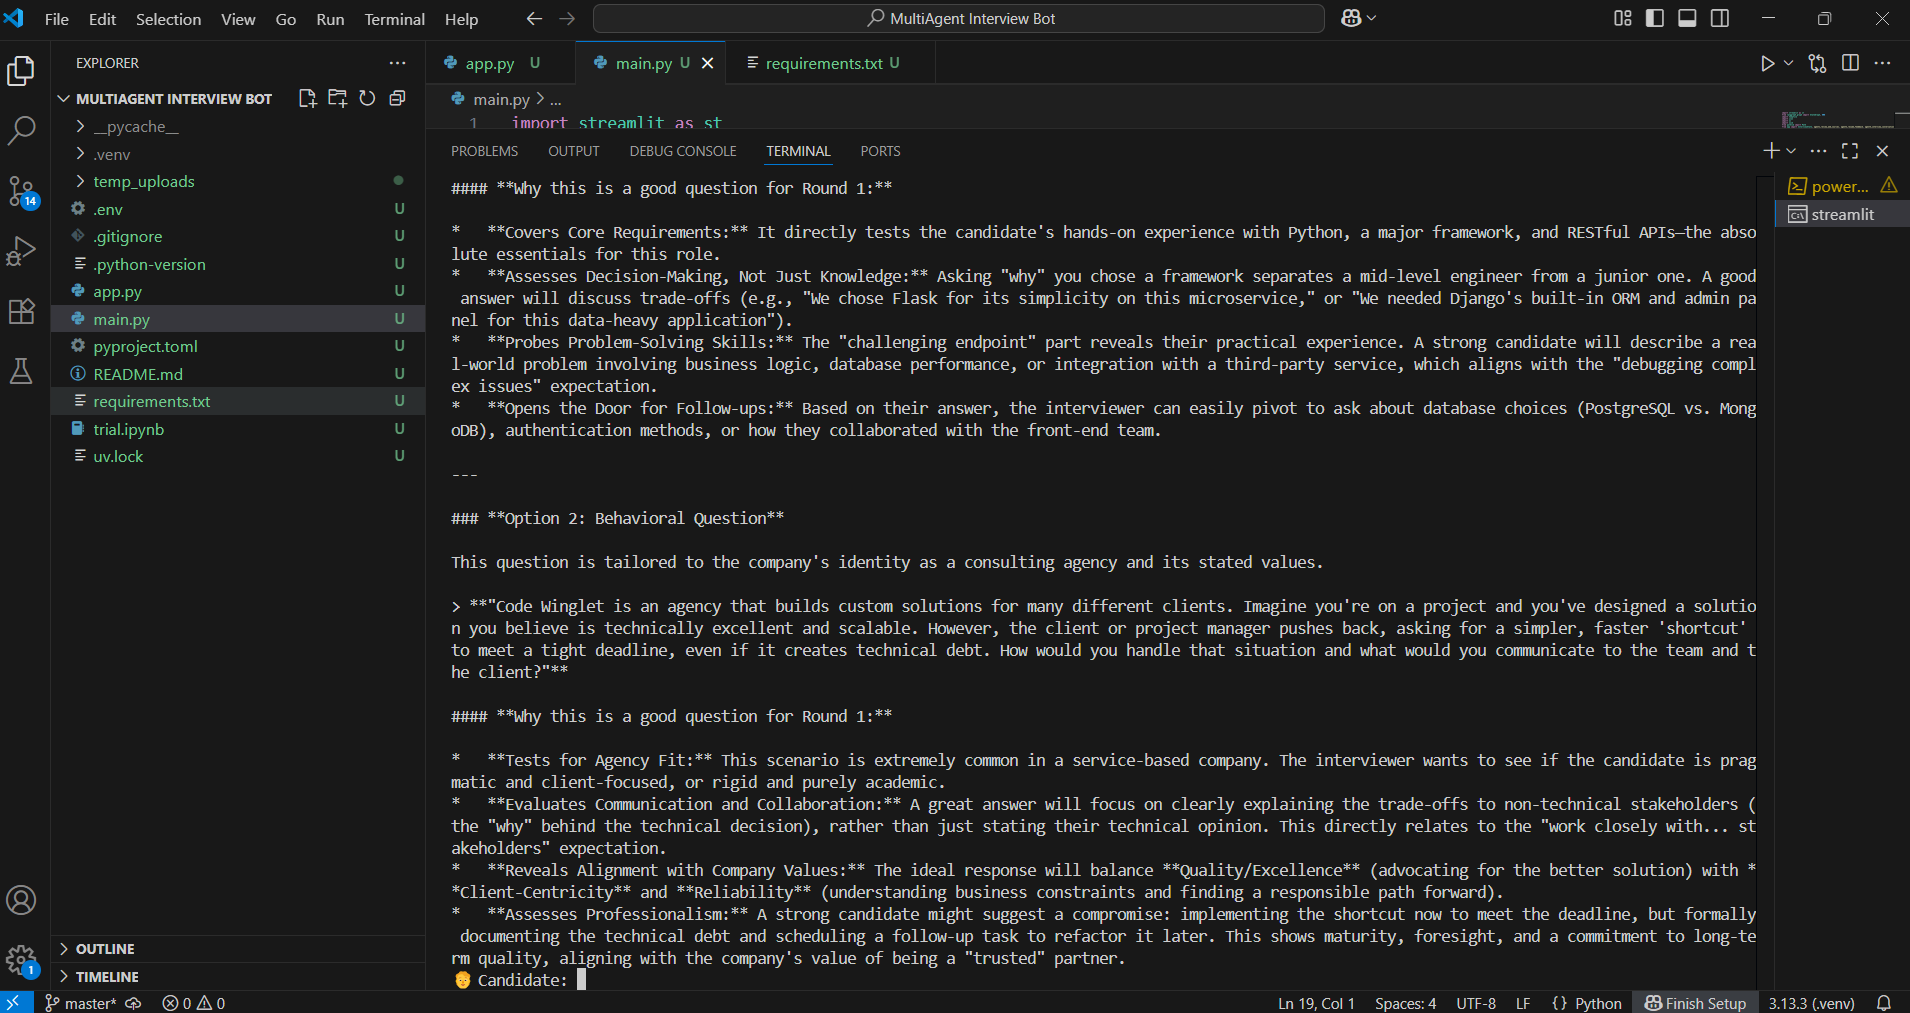 File Edit Selection View Go Run Terminal Help
MultiAgent Interview Bot
EXPLORER
MULTIAGENT INTERVIEW BOT
__pycache__
.venv
temp_uploads
.env U
.gitignore U
.python-version U
app.py U
main.py U
pyproject.toml U
README.md U
requirements.txt U
trial.ipynb U
uv.lock U
OUTLINE
TIMELINE
14
1
app.py U
main.py U
requirements.txt U
main.py > ...
1 import streamlit as st
PROBLEMS OUTPUT DEBUG CONSOLE TERMINAL PORTS
power...
streamlit
#### **Why this is a good question for Round 1:**
*   **Covers Core Requirements:** It directly tests the candidate's hands-on experience with Python, a major framework, and RESTful APIs—the abso
lute essentials for this role.
*   **Assesses Decision-Making, Not Just Knowledge:** Asking "why" you chose a framework separates a mid-level engineer from a junior one. A good
 answer will discuss trade-offs (e.g., "We chose Flask for its simplicity on this microservice," or "We needed Django's built-in ORM and admin pa
nel for this data-heavy application").
*   **Probes Problem-Solving Skills:** The "challenging endpoint" part reveals their practical experience. A strong candidate will describe a rea
l-world problem involving business logic, database performance, or integration with a third-party service, which aligns with the "debugging compl
ex issues" expectation.
*   **Opens the Door for Follow-ups:** Based on their answer, the interviewer can easily pivot to ask about database choices (PostgreSQL vs. Mong
oDB), authentication methods, or how they collaborated with the front-end team.
---
### **Option 2: Behavioral Question**
This question is tailored to the company's identity as a consulting agency and its stated values.
> **"Code Winglet is an agency that builds custom solutions for many different clients. Imagine you're on a project and you've designed a solutio
n you believe is technically excellent and scalable. However, the client or project manager pushes back, asking for a simpler, faster 'shortcut'
to meet a tight deadline, even if it creates technical debt. How would you handle that situation and what would you communicate to the team and t
he client?"**
#### **Why this is a good question for Round 1:**
*   **Tests for Agency Fit:** This scenario is extremely common in a service-based company. The interviewer wants to see if the candidate is prag
matic and client-focused, or rigid and purely academic.
*   **Evaluates Communication and Collaboration:** A great answer will focus on clearly explaining the trade-offs to non-technical stakeholders (
the "why" behind the technical decision), rather than just stating their technical opinion. This directly relates to the "work closely with... st
akeholders" expectation.
*   **Reveals Alignment with Company Values:** The ideal response will balance **Quality/Excellence** (advocating for the better solution) with *
*Client-Centricity** and **Reliability** (understanding business constraints and finding a responsible path forward).
*   **Assesses Professionalism:** A strong candidate might suggest a compromise: implementing the shortcut now to meet the deadline, but formally
 documenting the technical debt and scheduling a follow-up task to refactor it later. This shows maturity, foresight, and a commitment to long-te
rm quality, aligning with the company's value of being a "trusted" partner.
Candidate:
master* 0 0 Ln 19, Col 1 Spaces: 4 UTF-8 LF {} Python Finish Setup 3.13.3 (.venv)